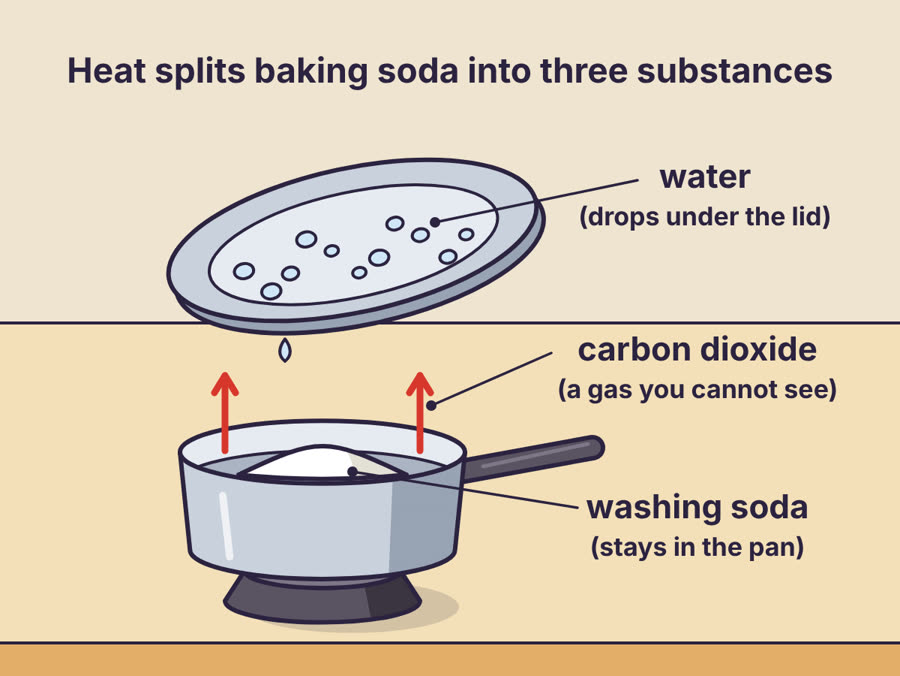 Heat splits baking soda into three substances
water
(drops under the lid)
carbon dioxide
(a gas you cannot see)
washing soda
(stays in the pan)